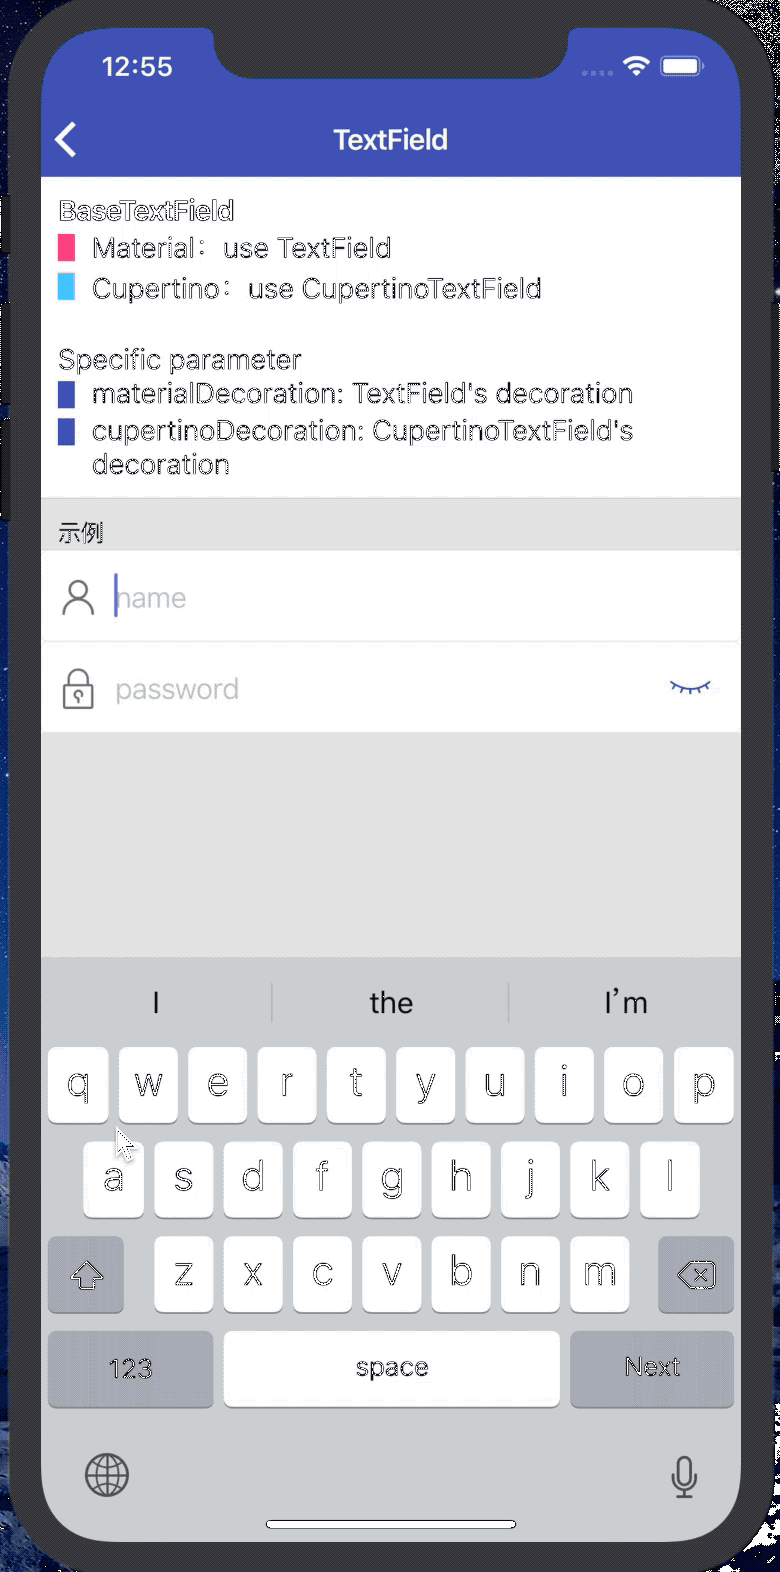 12:55
TextField
BaseTextField
Material： use TextField
Cupertino： use CupertinoTextField
Specific parameter
materialDecoration: TextField's decoration
cupertinoDecoration: CupertinoTextField's
decoration
示例
name
password
I the I’m
q w e r t y u i o p
a s d f g h j k l
z x c v b n m
123 space Next